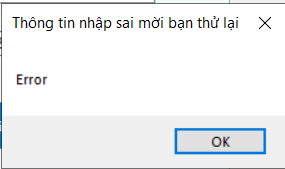 Thông tin nhập sai mời bạn thử lại
Error
OK